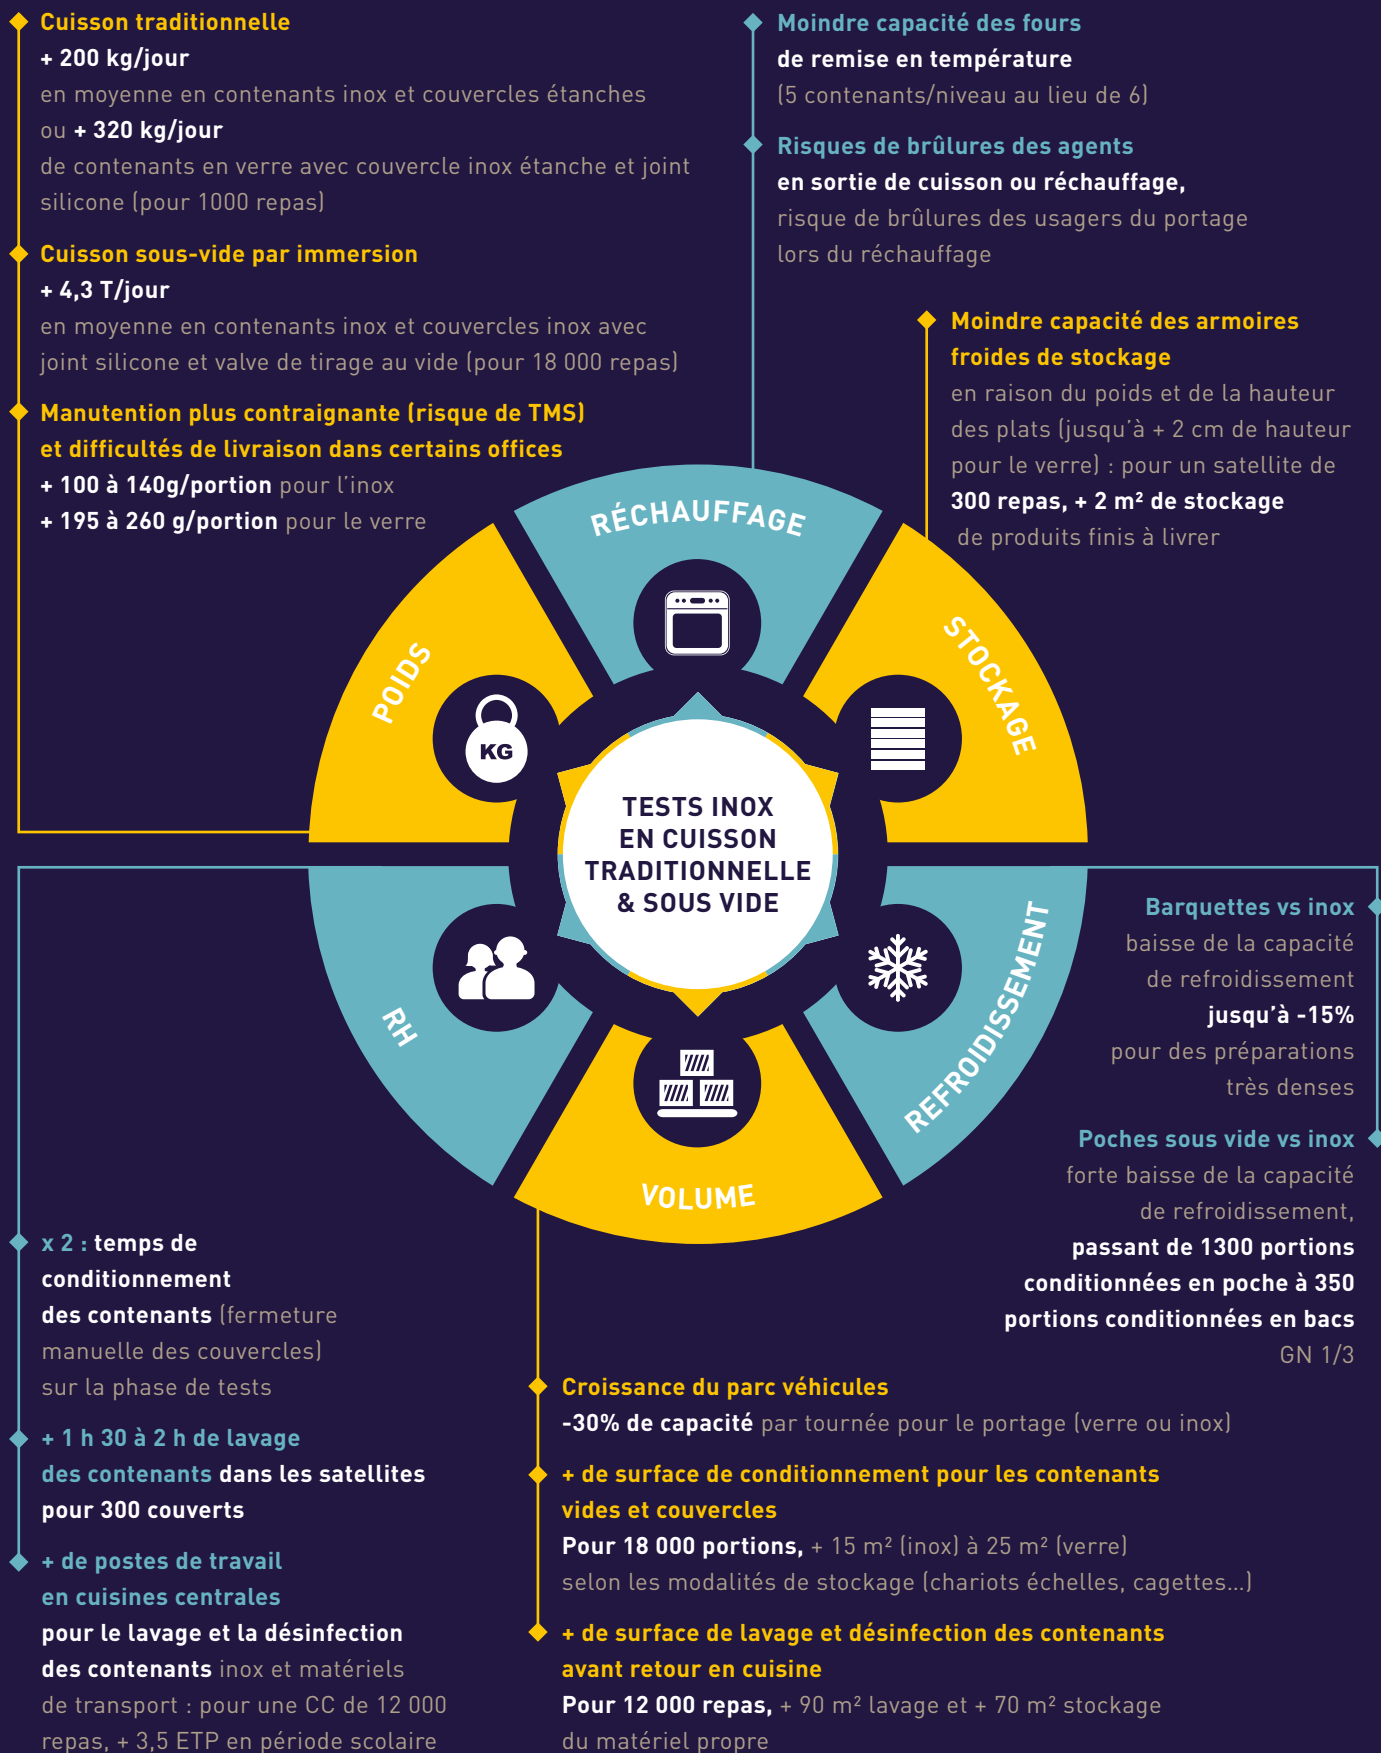 Cuisson traditionnelle
+ 200 kg/jour
en moyenne en contenants inox et couvercles étanches
ou + 320 kg/jour
de contenants en verre avec couvercle inox étanche et joint
silicone (pour 1000 repas)
Cuisson sous-vide par immersion
+ 4,3 T/jour
en moyenne en contenants inox et couvercles inox avec
joint silicone et valve de tirage au vide (pour 18 000 repas)
Manutention plus contraignante (risque de TMS)
et difficultés de livraison dans certains offices
+ 100 à 140g/portion pour l'inox
+ 195 à 260 g/portion pour le verre
Moindre capacité des fours
de remise en température
(5 contenants/niveau au lieu de 6)
Risques de brûlures des agents
en sortie de cuisson ou réchauffage,
risque de brûlures des usagers du portage
lors du réchauffage
Moindre capacité des armoires
froides de stockage
en raison du poids et de la hauteur
des plats (jusqu'à + 2 cm de hauteur
pour le verre) : pour un satellite de
300 repas, + 2 m² de stockage
de produits finis à livrer
RÉCHAUFFAGE
POIDS
KG
STOCKAGE
TESTS INOX
EN CUISSON
TRADITIONNELLE
& SOUS VIDE
RH
VOLUME
REFROIDISSEMENT
Barquettes vs inox
baisse de la capacité
de refroidissement
jusqu'à -15%
pour des préparations
très denses
Poches sous vide vs inox
forte baisse de la capacité
de refroidissement,
passant de 1300 portions
conditionnées en poche à 350
portions conditionnées en bacs
GN 1/3
x 2 : temps de
conditionnement
des contenants (fermeture
manuelle des couvercles)
sur la phase de tests
+ 1 h 30 à 2 h de lavage
des contenants dans les satellites
pour 300 couverts
+ de postes de travail
en cuisines centrales
pour le lavage et la désinfection
des contenants inox et matériels
de transport : pour une CC de 12 000
repas, + 3,5 ETP en période scolaire
Croissance du parc véhicules
-30% de capacité par tournée pour le portage (verre ou inox)
+ de surface de conditionnement pour les contenants
vides et couvercles
Pour 18 000 portions, + 15 m² (inox) à 25 m² (verre)
selon les modalités de stockage (chariots échelles, cagettes...)
+ de surface de lavage et désinfection des contenants
avant retour en cuisine
Pour 12 000 repas, + 90 m² lavage et + 70 m² stockage
du matériel propre